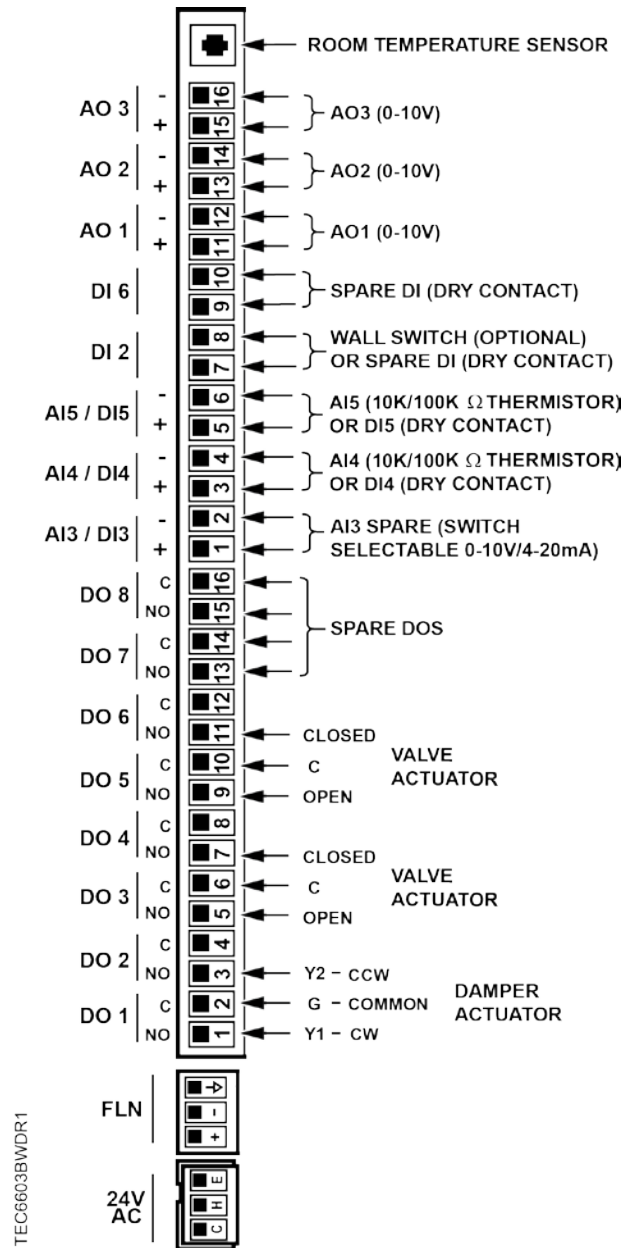 ROOM TEMPERATURE SENSOR
AO 3
-
+
16
15
AO3 (0-10V)
AO 2
-
+
14
13
AO2 (0-10V)
AO 1
-
+
12
11
AO1 (0-10V)
DI 6
10
9
SPARE DI (DRY CONTACT)
DI 2
8
7
WALL SWITCH (OPTIONAL)
OR SPARE DI (DRY CONTACT)
AI5 / DI5
-
+
6
5
AI5 (10K/100K Ω THERMISTOR)
OR DI5 (DRY CONTACT)
AI4 / DI4
-
+
4
3
AI4 (10K/100K Ω THERMISTOR)
OR DI4 (DRY CONTACT)
AI3 / DI3
-
+
2
1
AI3 SPARE (SWITCH
SELECTABLE 0-10V/4-20mA)
DO 8
C
NO
16
15
DO 7
C
NO
14
13
SPARE DOS
DO 6
C
NO
12
11
CLOSED
DO 5
C
NO
10
9
C
OPEN
VALVE
ACTUATOR
DO 4
C
NO
8
7
CLOSED
DO 3
C
NO
6
5
C
OPEN
VALVE
ACTUATOR
DO 2
C
NO
4
3
Y2 - CCW
DO 1
C
NO
2
1
G - COMMON
Y1 - CW
DAMPER
ACTUATOR
FLN
-
+
24V
AC
E
H
C
TEC6603BWDR1